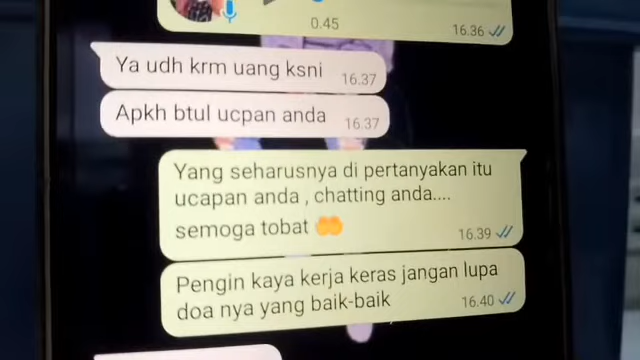 0.45
16.36
Ya udh krm uang ksni
16.37
Apkh btul ucpan anda
16.37
Yang seharusnya di pertanyakan itu
ucapan anda , chatting anda....
semoga tobat 🤲
16.39
Pengin kaya kerja keras jangan lupa
doa nya yang baik-baik
16.40